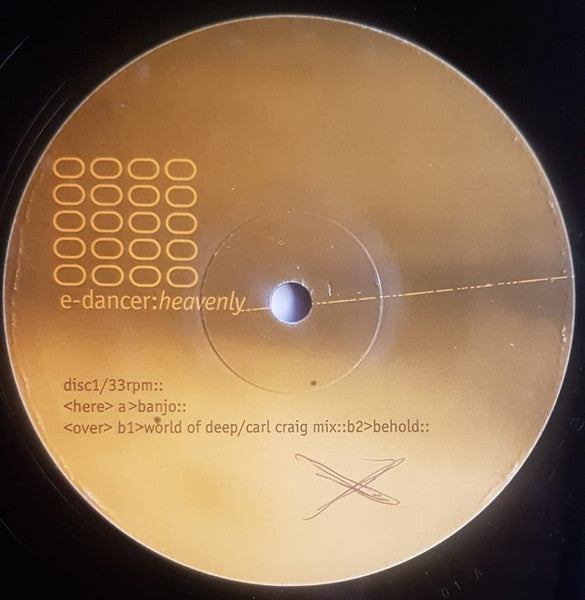 e-dancer:heavenly
disc1/33rpm::
<here> a>banjo::
<over> b1>world of deep/carl craig mix::b2>behold::